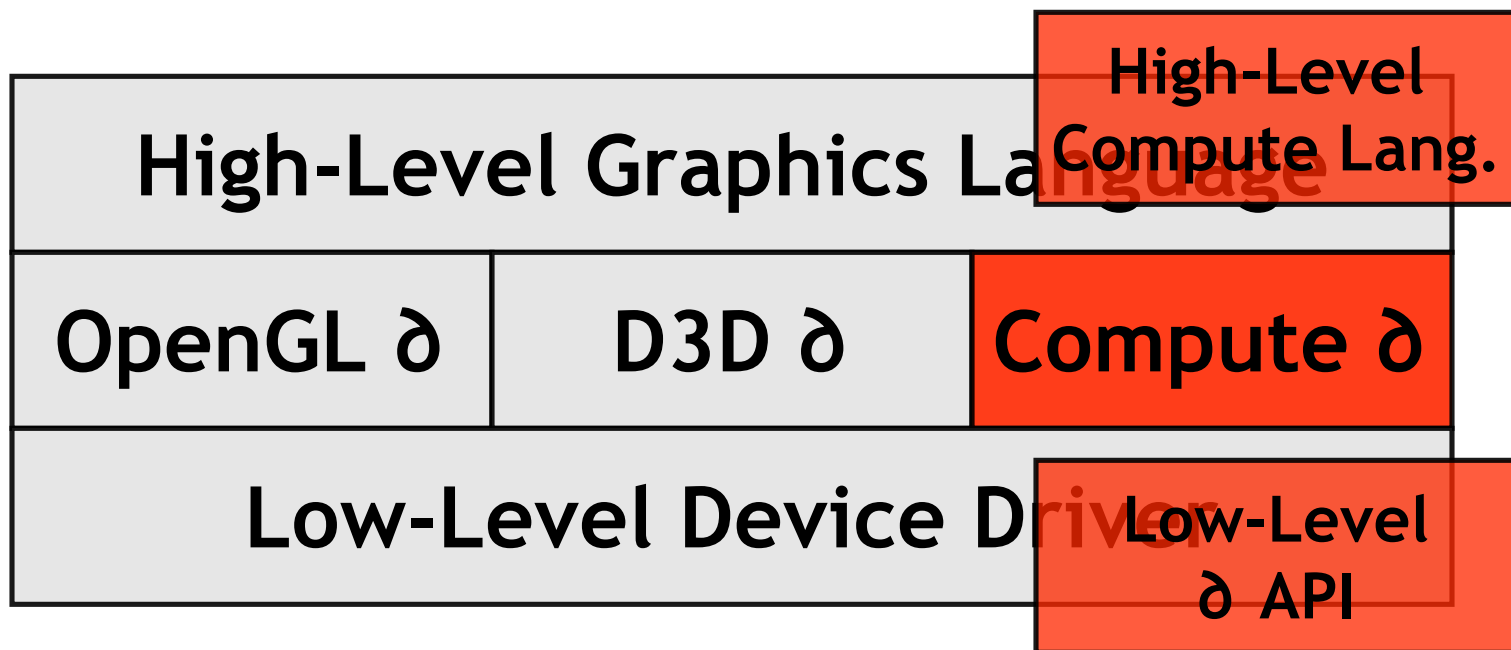 High-Level
Compute Lang.
High-Level Graphics Language
OpenGL ∂
D3D ∂
Compute ∂
Low-Level Device Driver
Low-Level
∂ API